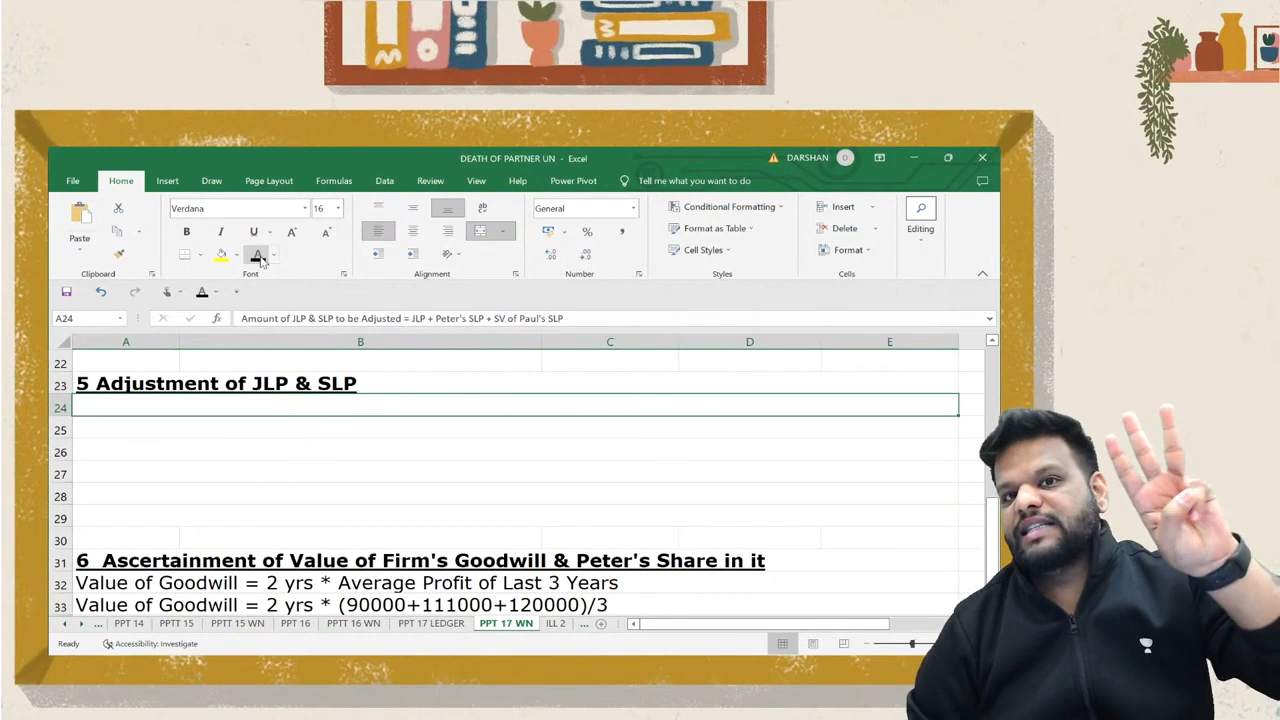 DEATH OF PARTNER UN - Excel
DARSHAN
D
File
Home
Insert
Draw
Page Layout
Formulas
Data
Review
View
Help
Power Pivot
Tell me what you want to do
Paste
Verdana
16
B
I
U
A
A
A
General
%
Conditional Formatting
Format as Table
Cell Styles
Insert
Delete
Format
Editing
Clipboard
Font
Alignment
Number
Styles
Cells
A24
fx
Amount of JLP & SLP to be Adjusted = JLP + Peter's SLP + SV of Paul's SLP
A
B
C
D
E
22
23
5 Adjustment of JLP & SLP
24
25
26
27
28
29
30
31
6 Ascertainment of Value of Firm's Goodwill & Peter's Share in it
32
Value of Goodwill = 2 yrs * Average Profit of Last 3 Years
33
Value of Goodwill = 2 yrs * (90000+111000+120000)/3
...
PPT 14
PPTT 15
PPTT 15 WN
PPT 16
PPTT 16 WN
PPT 17 LEDGER
PPT 17 WN
ILL 2
...
Ready
Accessibility: Investigate